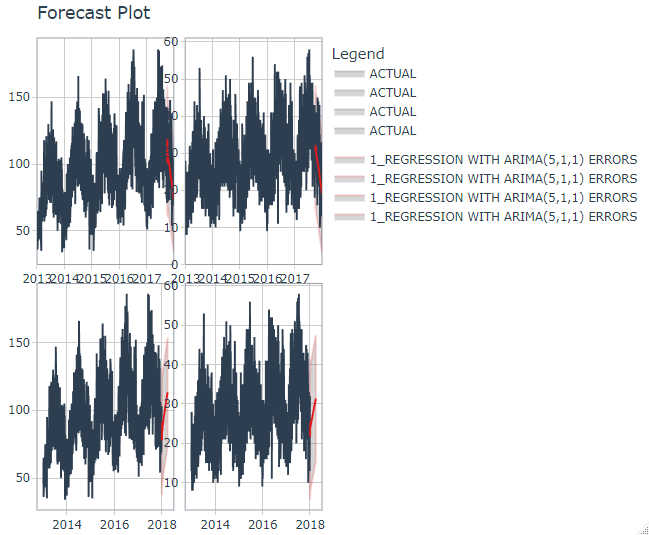 Forecast Plot
Legend
ACTUAL
ACTUAL
ACTUAL
ACTUAL
1_REGRESSION WITH ARIMA(5,1,1) ERRORS
1_REGRESSION WITH ARIMA(5,1,1) ERRORS
1_REGRESSION WITH ARIMA(5,1,1) ERRORS
1_REGRESSION WITH ARIMA(5,1,1) ERRORS
150
100
50
2013 2014 2015 2016 2017
60
50
40
30
20
10
0
2013 2014 2015 2016 2017
150
100
50
2014 2016 2018
60
50
40
30
20
10
2014 2016 2018